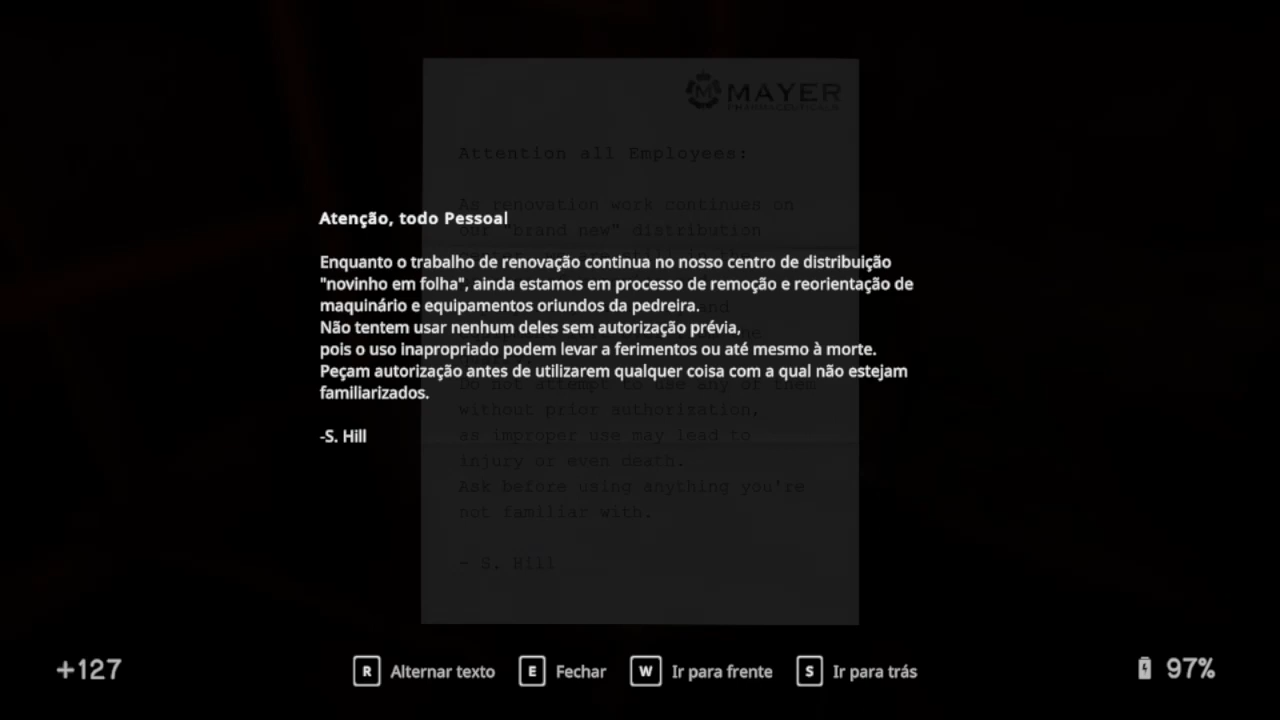 MAYER
PHARMACEUTICALS
Attention all Employees:
As renovation work continues on
our "brand new" distribution
Atenção, todo Pessoal
Enquanto o trabalho de renovação continua no nosso centro de distribuição
"novinho em folha", ainda estamos em processo de remoção e reorientação de
maquinário e equipamentos oriundos da pedreira.
Não tentem usar nenhum deles sem autorização prévia,
pois o uso inapropriado podem levar a ferimentos ou até mesmo à morte.
Peçam autorização antes de utilizarem qualquer coisa com a qual não estejam
familiarizados.
-S. Hill
Do not attempt to use any of them
without prior authorization,
as improper use may lead to
injury or even death.
Ask before using anything you're
not familiar with.
- S. Hill
+127
R Alternar texto E Fechar W Ir para frente S Ir para trás
97%